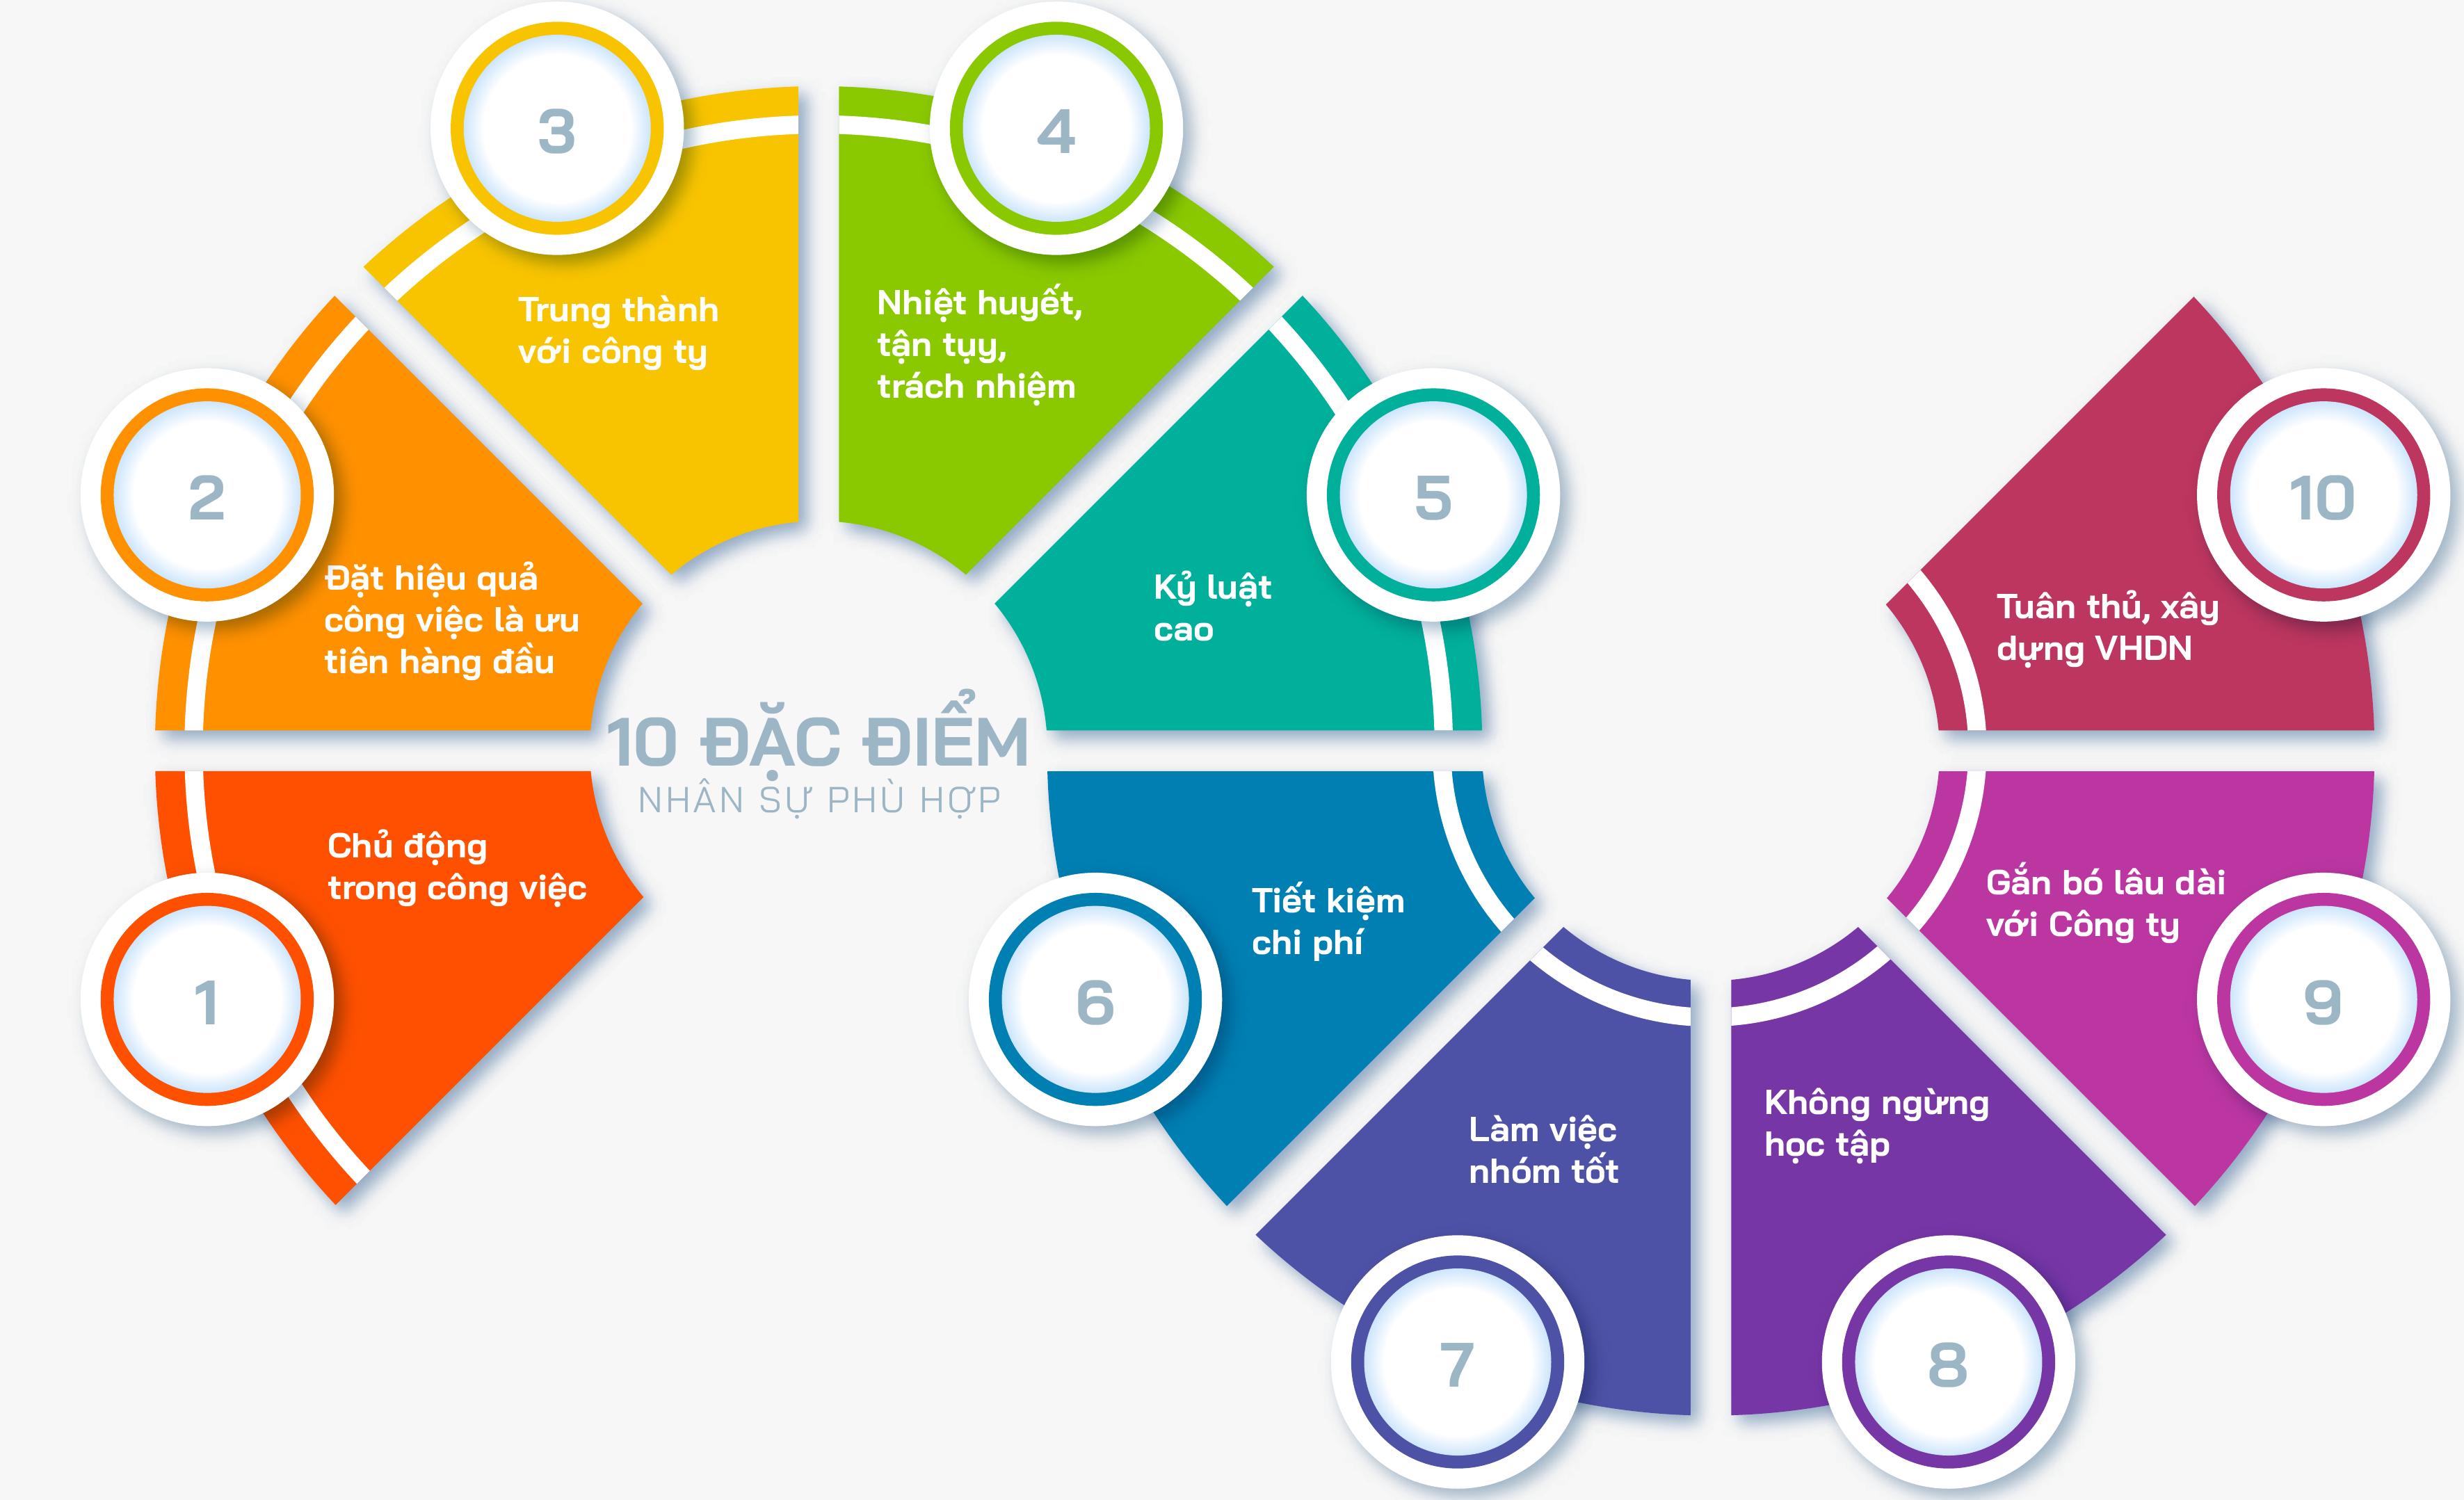 10 ĐẶC ĐIỂM
NHÂN SỰ PHÙ HỢP
1
Chủ động
trong công việc
2
Đặt hiệu quả
công việc là ưu
tiên hàng đầu
3
Trung thành
với công ty
4
Nhiệt huyết,
tận tụy,
trách nhiệm
5
Kỷ luật
cao
6
Tiết kiệm
chi phí
7
Làm việc
nhóm tốt
8
Không ngừng
học tập
9
Gắn bó lâu dài
với Công ty
10
Tuân thủ, xây
dựng VHDN